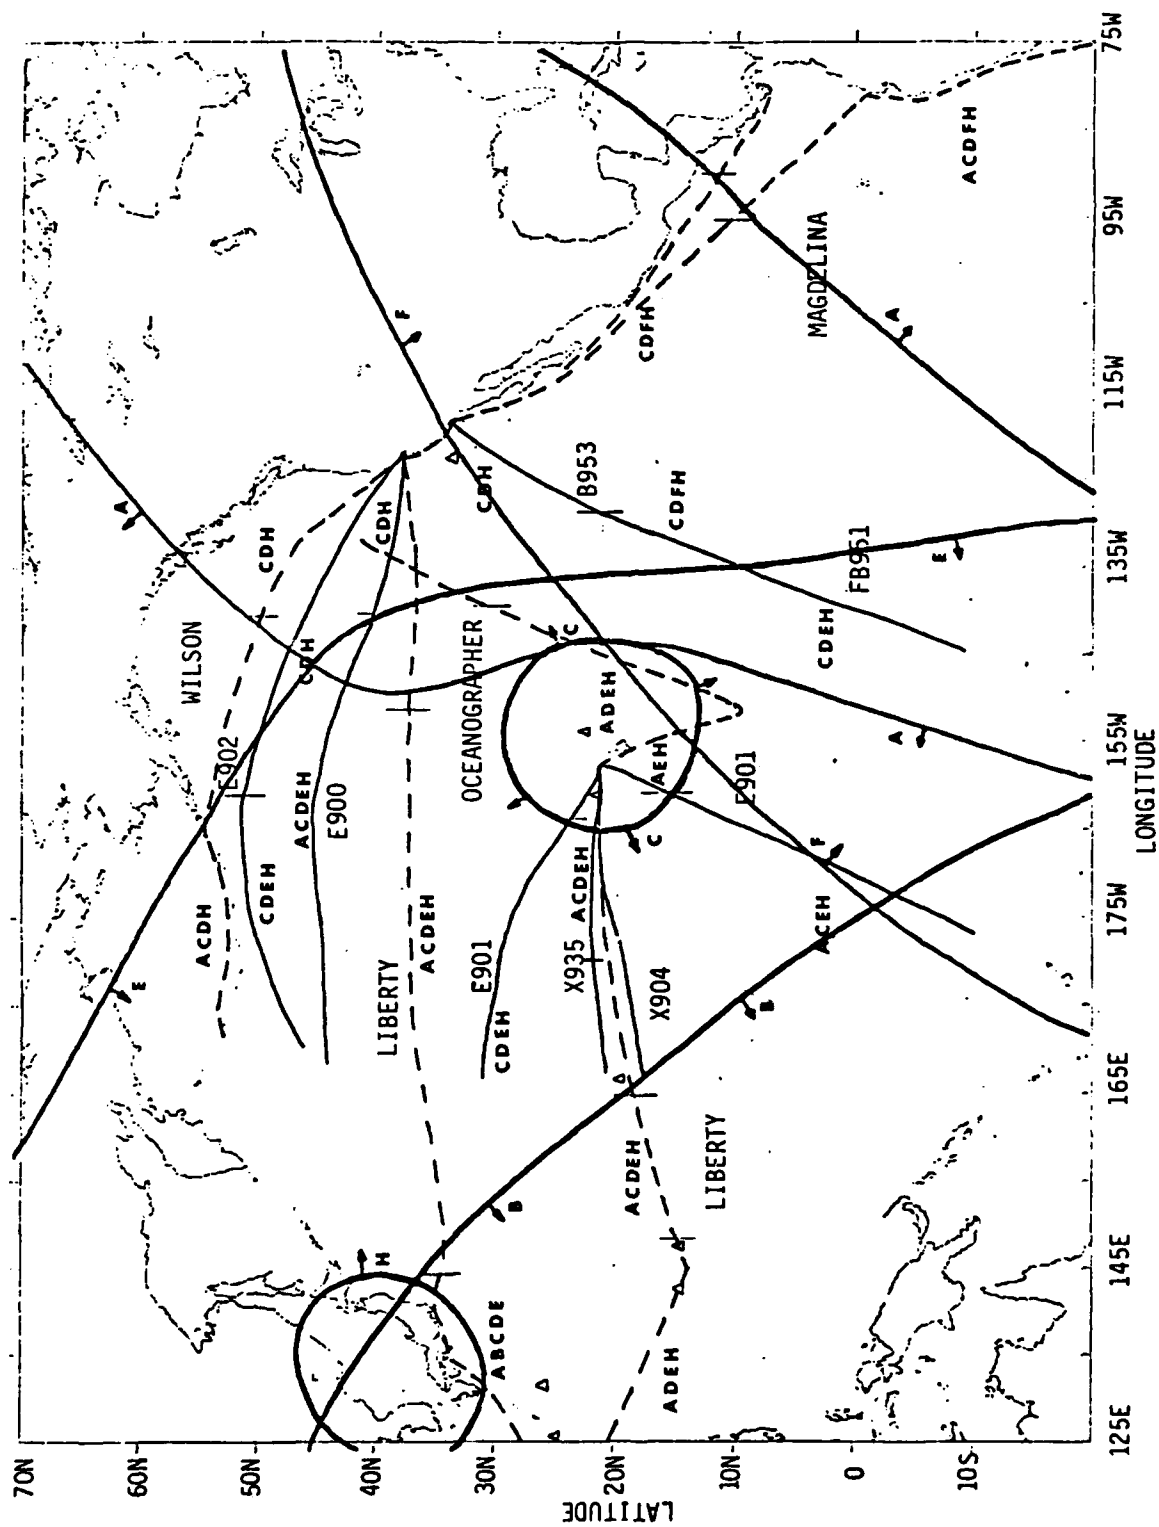 70N
60N
50N
40N
30N
20N
10N
0
10S
LATITUDE
125E
145E
165E
175W
155W
135W
115W
95W
75W
LONGITUDE
A
F
WILSON
CDH
CDH
CDH
CDH
E902
CDEH
ACDH
E
ACDEH
E900
OCEANOGRAPHER
C
ADEH
AEH
C
E901
F
A
CDEH
E
FB951
CDFH
B953
CDFH
MAGDELINA
A
ACDFH
LIBERTY
ACDEH
E901
CDEH
ACDEH
X935
X904
ACEH
B
B
H
ABCDE
ACDEH
LIBERTY
ADEH